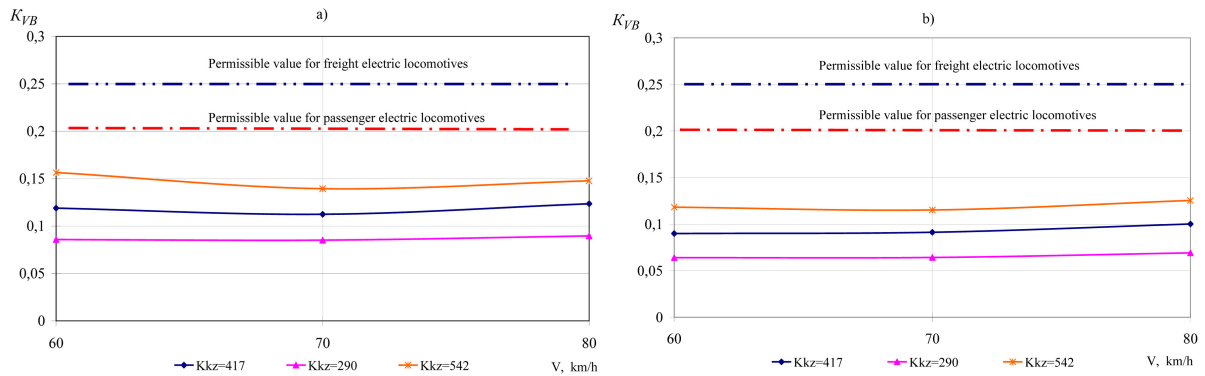 K_VB
a)
0,3
Permissible value for freight electric locomotives
0,25
Permissible value for passenger electric locomotives
0,2
0,15
0,1
0,05
0
60
70
80
Kkz=417
Kkz=290
Kkz=542
V, km/h
K_VB
b)
0,3
Permissible value for freight electric locomotives
0,25
Permissible value for passenger electric locomotives
0,2
0,15
0,1
0,05
0
60
70
80
Kkz=417
Kkz=290
Kkz=542
V, km/h